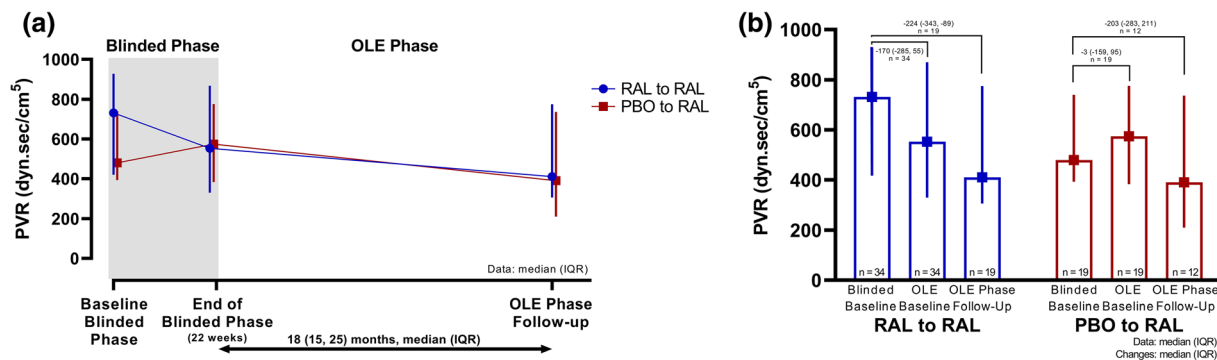 (a)
Blinded Phase
OLE Phase
PVR (dyn.sec/cm⁵)
1000
800
600
400
200
0
RAL to RAL
PBO to RAL
Data: median (IQR)
Baseline
Blinded
Phase
End of
Blinded Phase
(22 weeks)
OLE Phase
Follow-up
18 (15, 25) months, median (IQR)
(b)
PVR (dyn.sec/cm⁵)
1000
800
600
400
200
0
-224 (-343, -89)
n = 19
-170 (-285, 55)
n = 34
-203 (-283, 211)
n = 12
-3 (-159, 95)
n = 19
n = 34
n = 34
n = 19
n = 19
n = 19
n = 12
Blinded
Baseline
OLE
Baseline
OLE Phase
Follow-Up
Blinded
Baseline
OLE
Baseline
OLE Phase
Follow-Up
RAL to RAL
PBO to RAL
Data: median (IQR)
Changes: median (IQR)